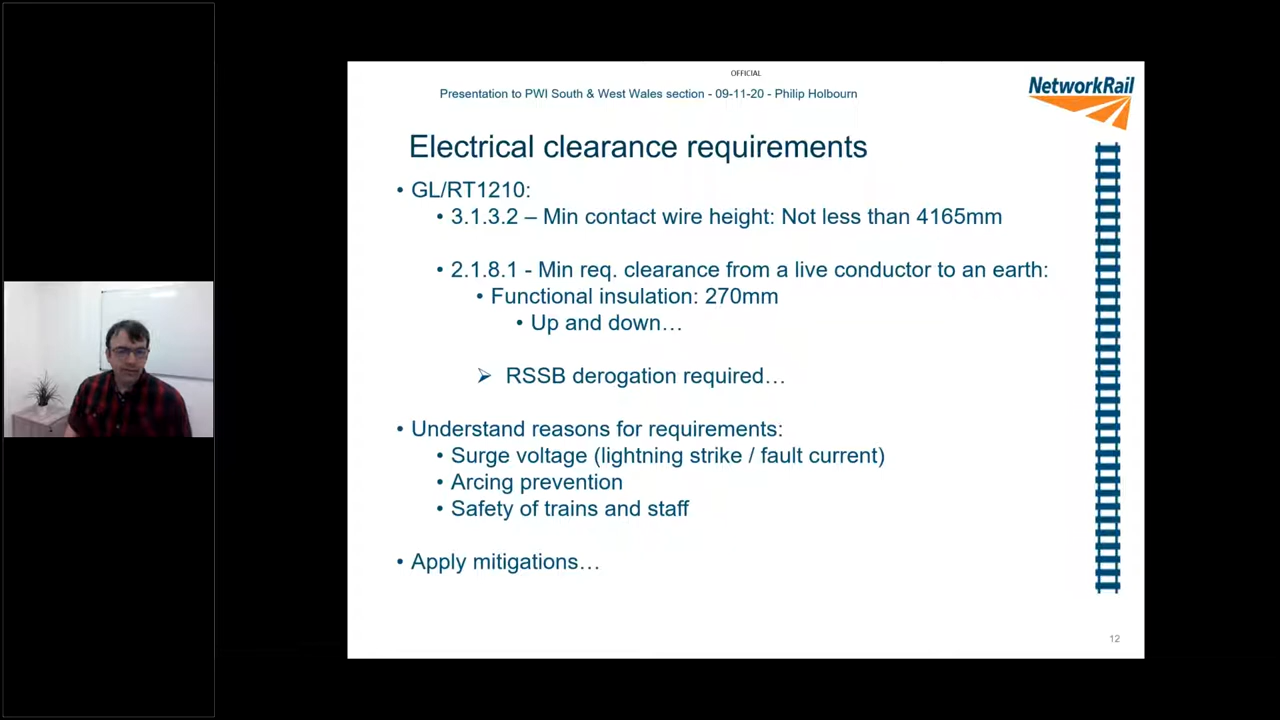 OFFICIAL
Presentation to PWI South & West Wales section - 09-11-20 - Philip Holbourn
NetworkRail
Electrical clearance requirements
• GL/RT1210:
• 3.1.3.2 – Min contact wire height: Not less than 4165mm
• 2.1.8.1 - Min req. clearance from a live conductor to an earth:
• Functional insulation: 270mm
• Up and down…
➢ RSSB derogation required…
• Understand reasons for requirements:
• Surge voltage (lightning strike / fault current)
• Arcing prevention
• Safety of trains and staff
• Apply mitigations…
12